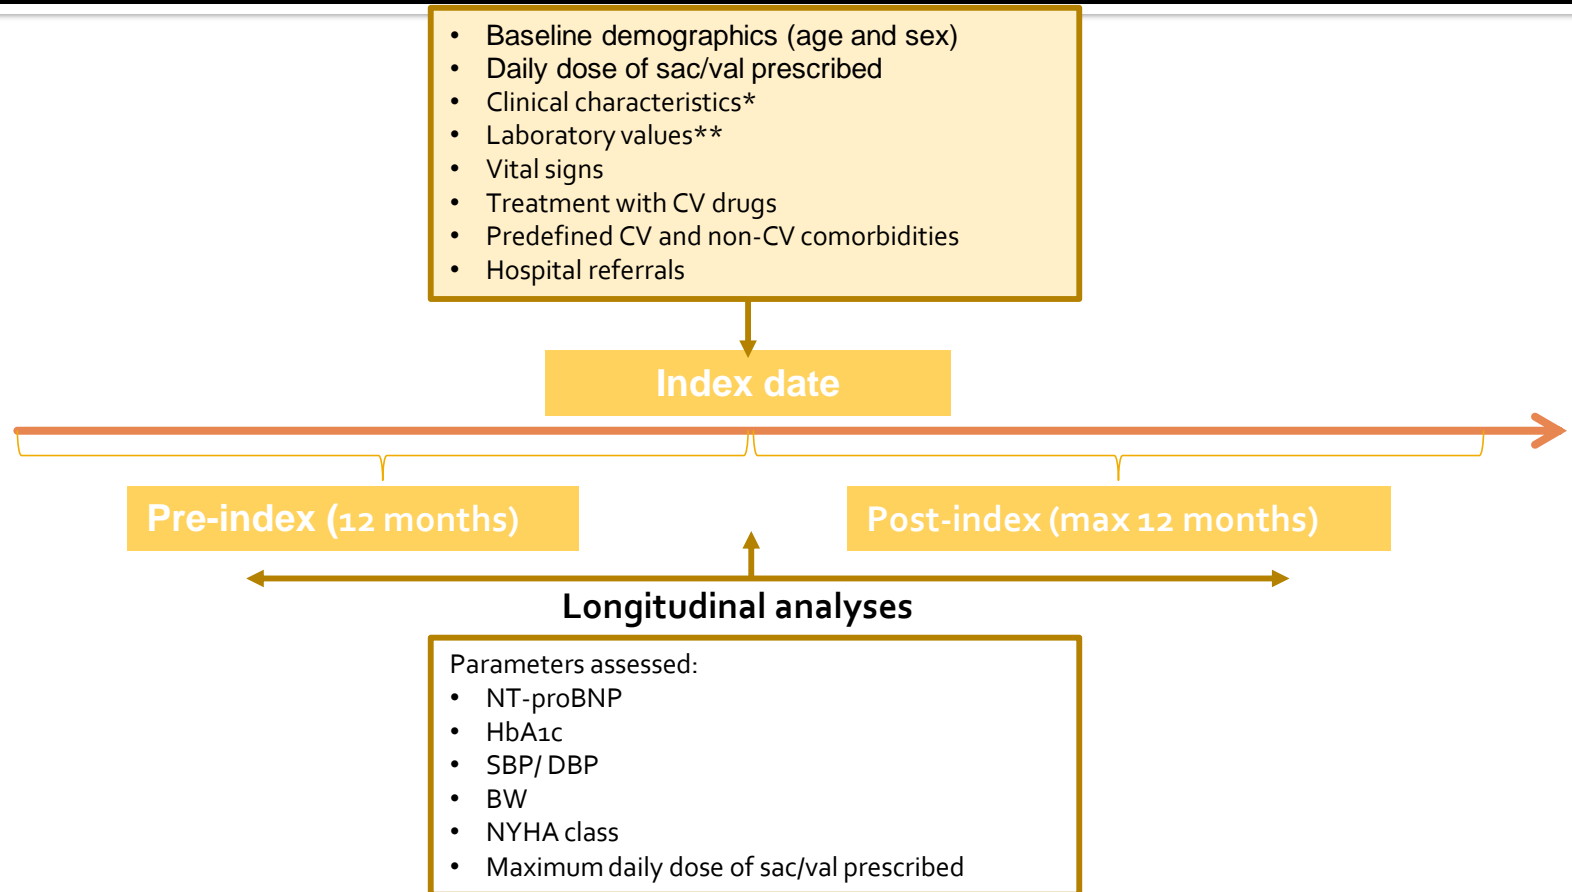 • Baseline demographics (age and sex)
• Daily dose of sac/val prescribed
• Clinical characteristics*
• Laboratory values**
• Vital signs
• Treatment with CV drugs
• Predefined CV and non-CV comorbidities
• Hospital referrals
Index date
Pre-index (12 months)
Post-index (max 12 months)
Longitudinal analyses
Parameters assessed:
• NT-proBNP
• HbA1c
• SBP/ DBP
• BW
• NYHA class
• Maximum daily dose of sac/val prescribed